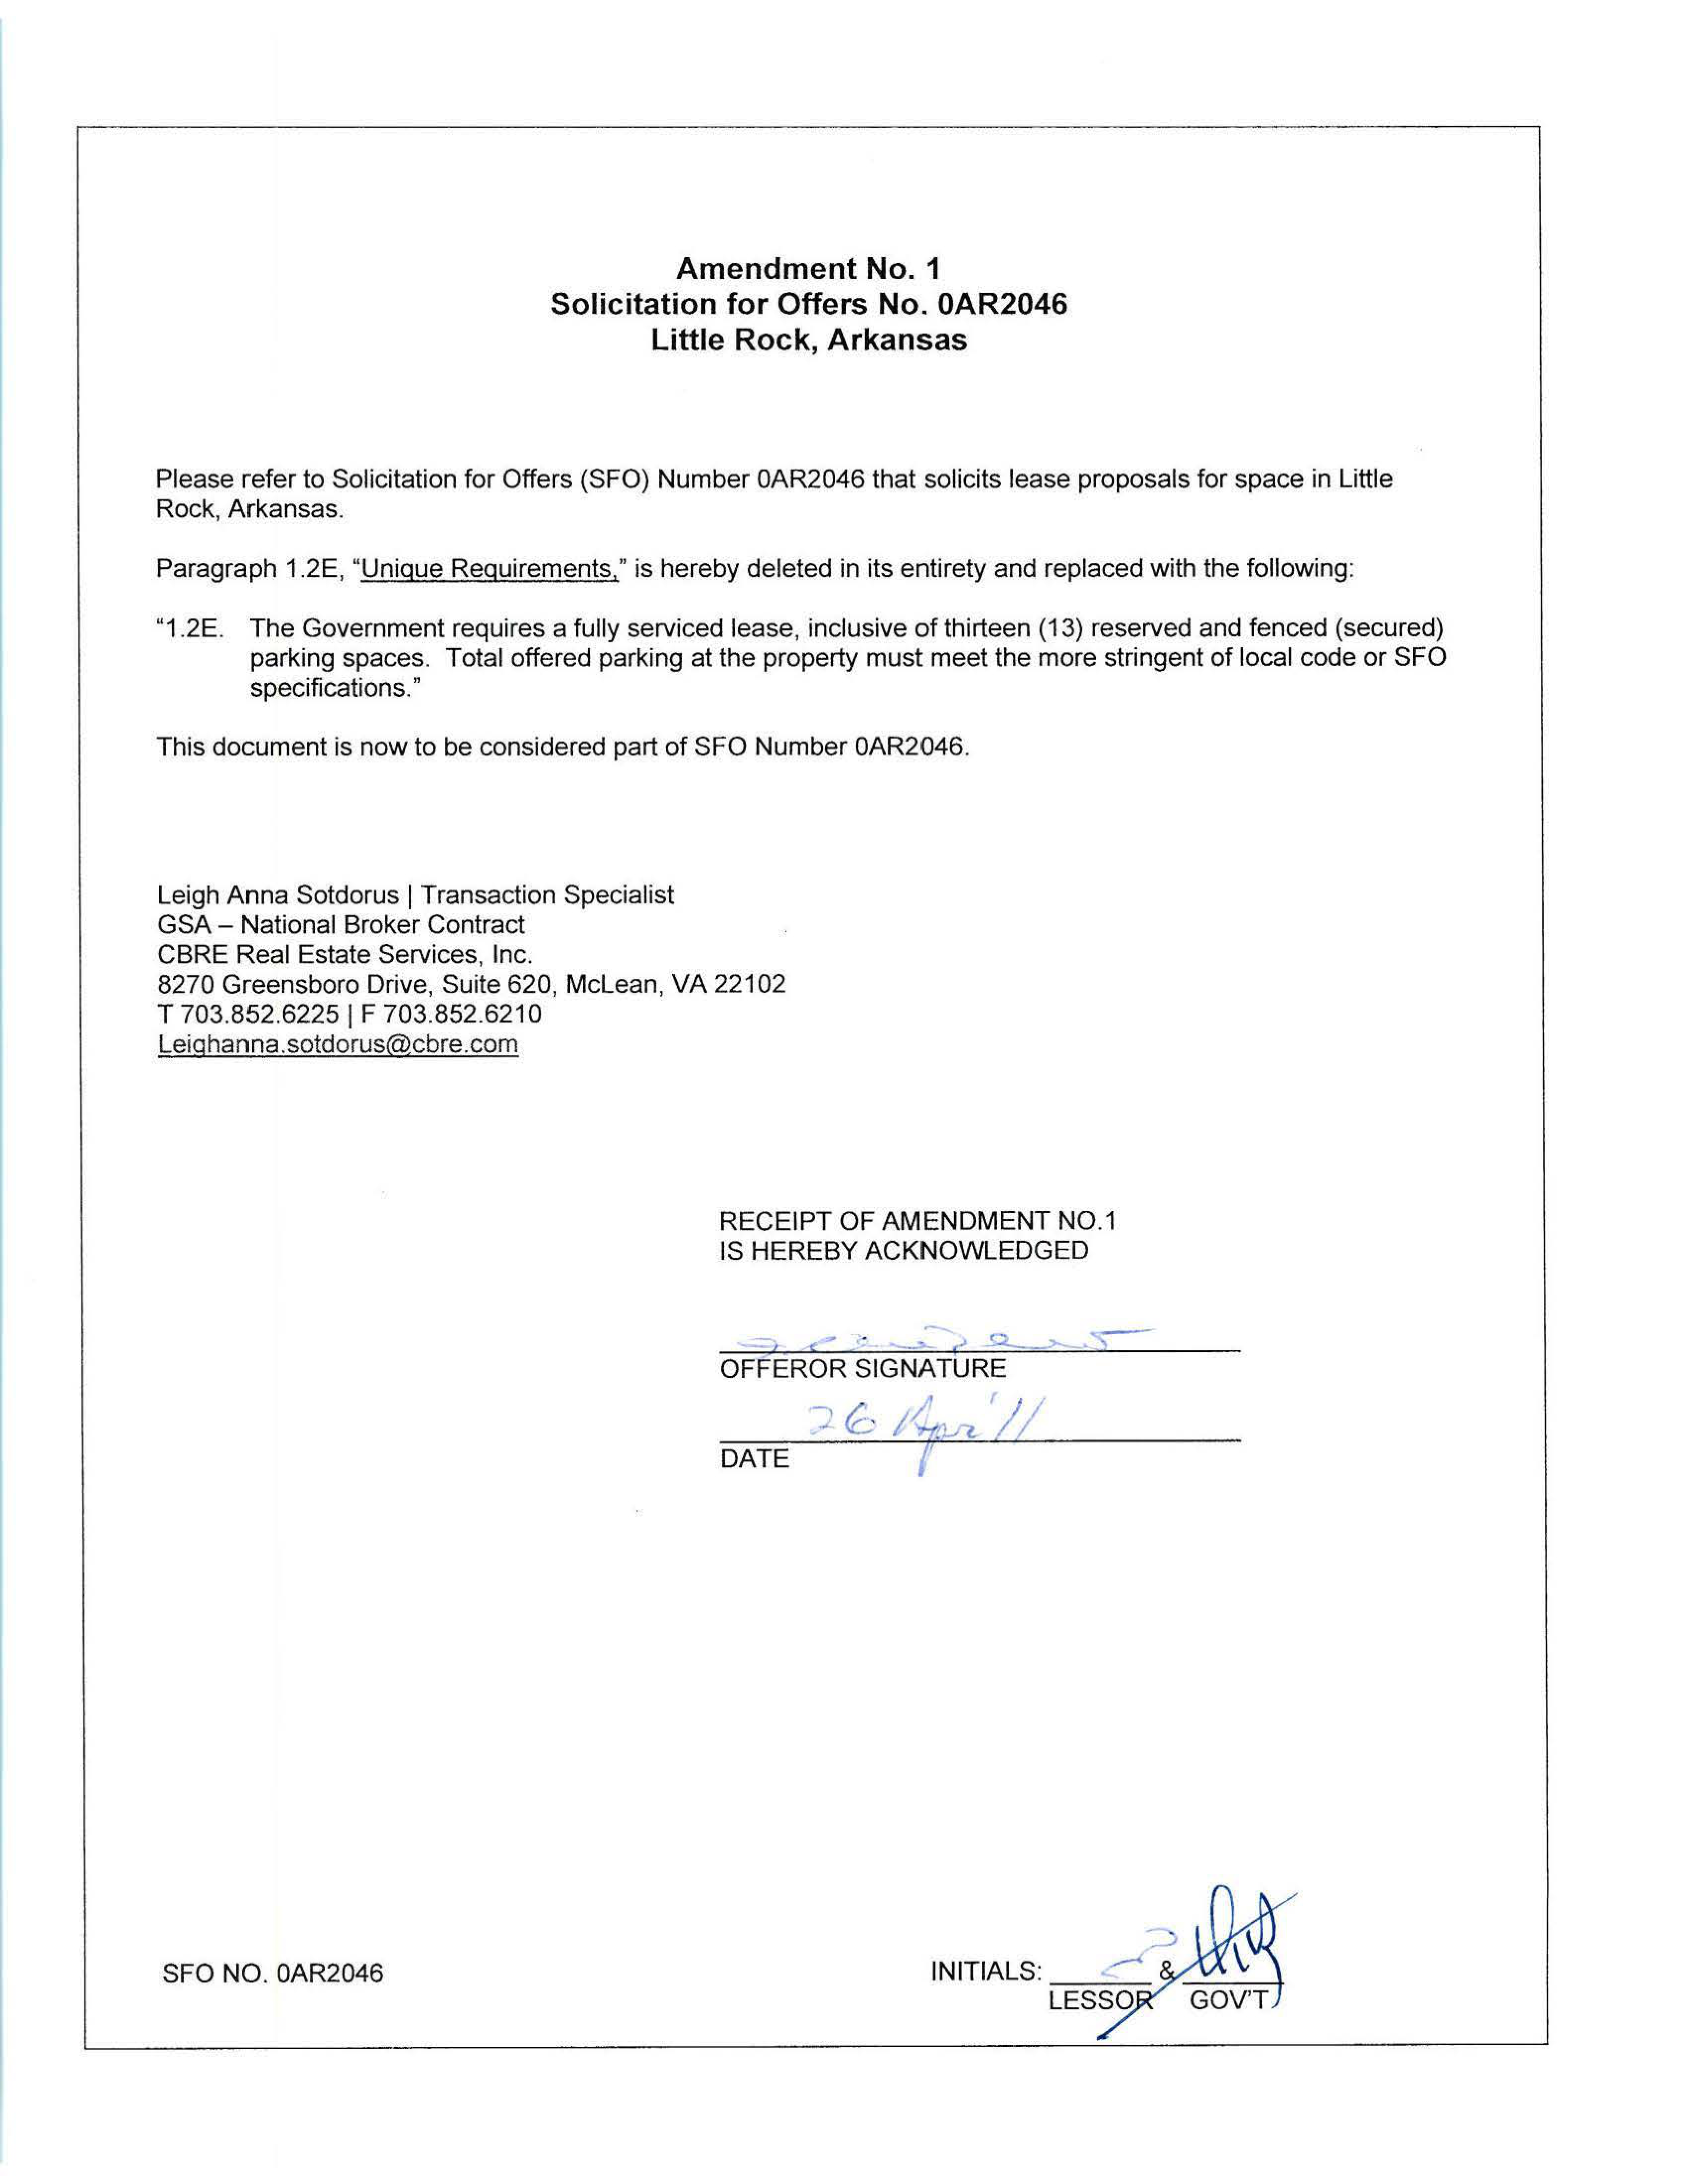 Amendment No. 1
Solicitation for Offers No. 0AR2046
Little Rock, Arkansas
Please refer to Solicitation for Offers (SFO) Number 0AR2046 that solicits lease proposals for space in Little
Rock, Arkansas.
Paragraph 1.2E, “Unique Requirements,” is hereby deleted in its entirety and replaced with the following:
“1.2E. The Government requires a fully serviced lease, inclusive of thirteen (13) reserved and fenced (secured)
parking spaces. Total offered parking at the property must meet the more stringent of local code or SFO
specifications.”
This document is now to be considered part of SFO Number 0AR2046.
Leigh Anna Sotdorus | Transaction Specialist
GSA – National Broker Contract
CBRE Real Estate Services, Inc.
8270 Greensboro Drive, Suite 620, McLean, VA 22102
T 703.852.6225 | F 703.852.6210
Leighanna.sotdorus@cbre.com
RECEIPT OF AMENDMENT NO.1
IS HEREBY ACKNOWLEDGED
OFFEROR SIGNATURE
26 Apr '11
DATE
SFO NO. 0AR2046
INITIALS: &
LESSOR GOV'T